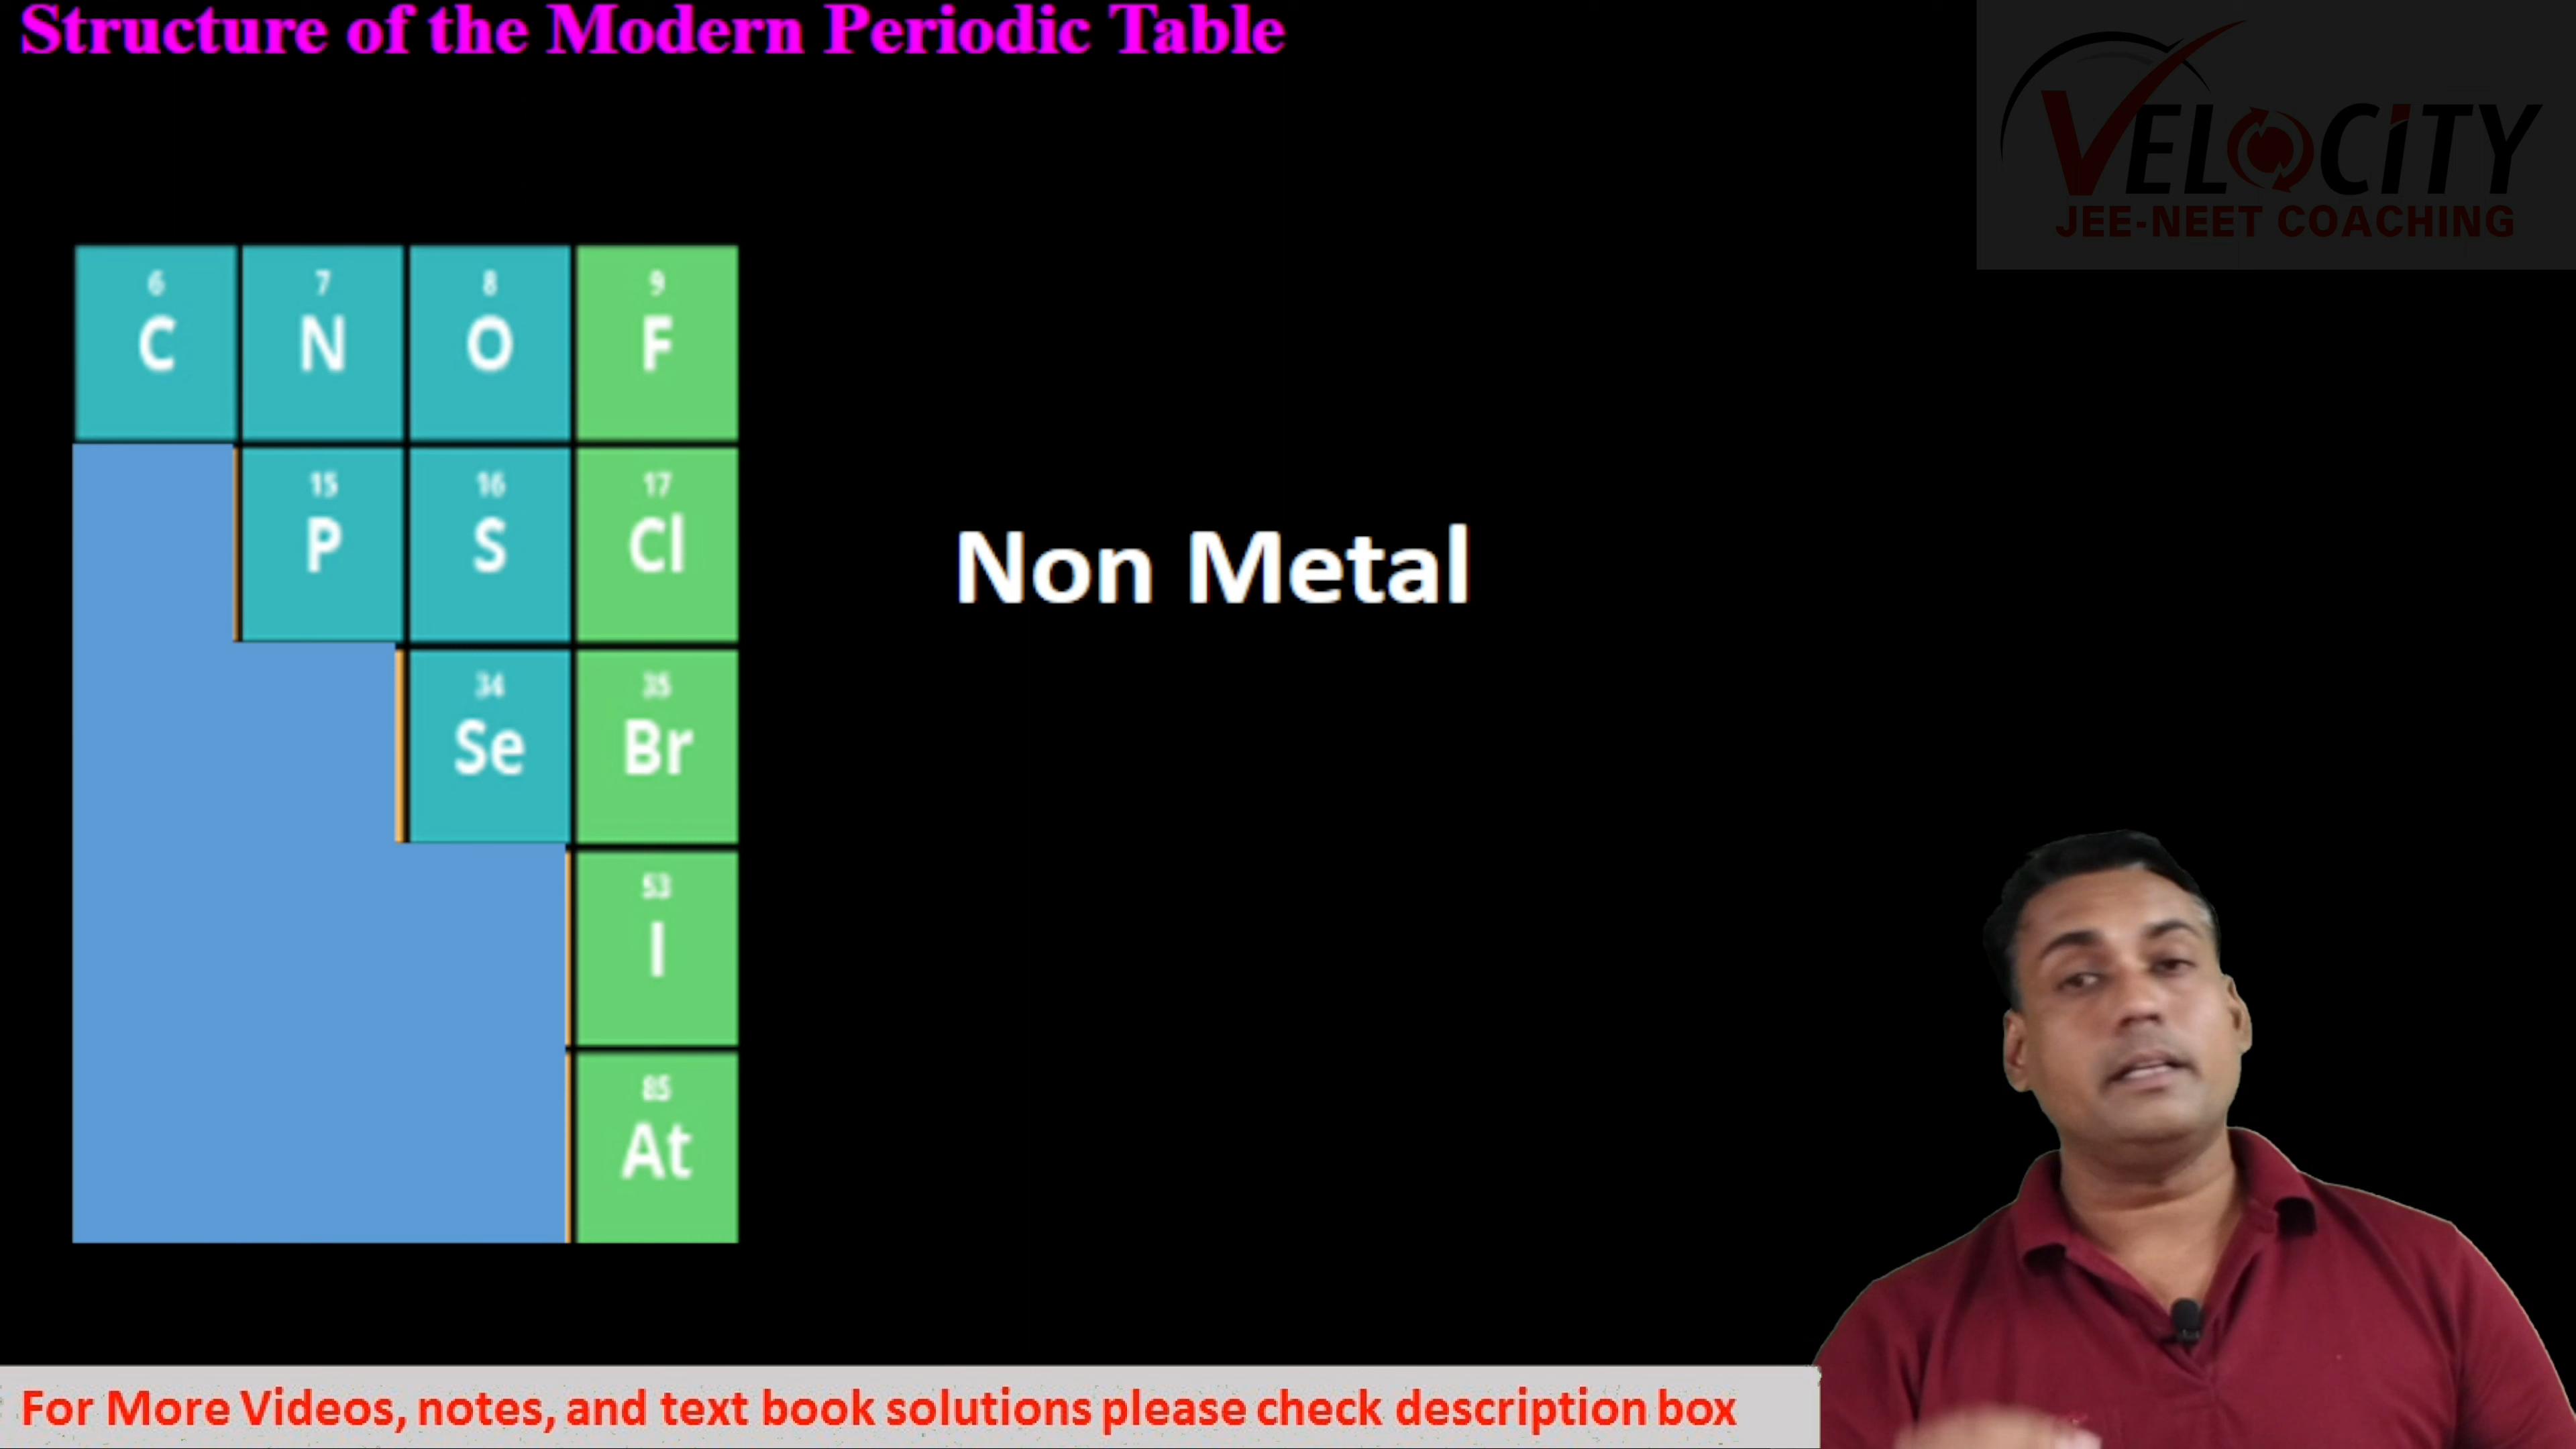 Structure of the Modern Periodic Table
VELOCITY
JEE-NEET COACHING
6 7 8 9
C N O F
15 16 17
P S Cl
Non Metal
34 35
Se Br
53
I
85
At
For More Videos, notes, and text book solutions please check description box